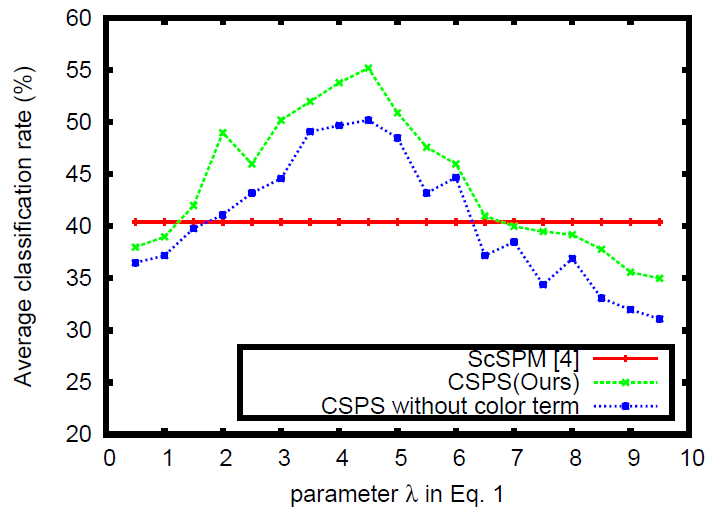 60
55
50
45
40
35
30
25
20
Average classification rate (%)
ScSPM [4]
CSPS(Ours)
CSPS without color term
0 1 2 3 4 5 6 7 8 9 10
parameter λ in Eq. 1